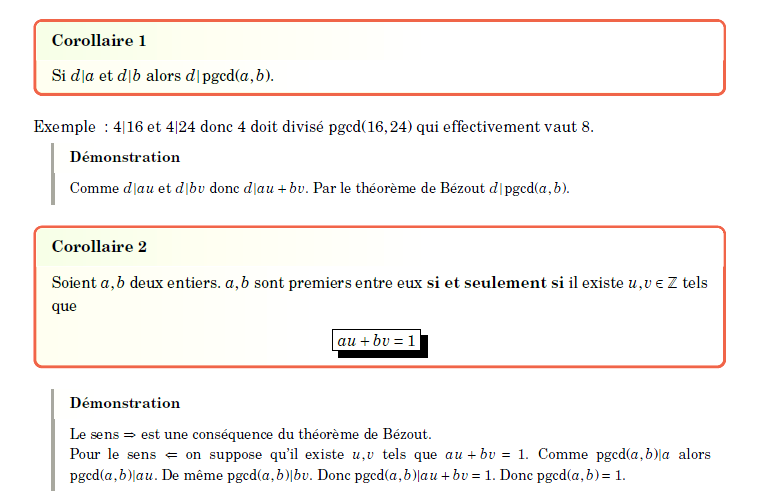 Corollaire 1
Si d|a et d|b alors d|pgcd(a,b).
Exemple : 4|16 et 4|24 donc 4 doit divisé pgcd(16,24) qui effectivement vaut 8.
Démonstration
Comme d|au et d|bv donc d|au+bv. Par le théorème de Bézout d|pgcd(a,b).
Corollaire 2
Soient a,b deux entiers. a,b sont premiers entre eux si et seulement si il existe u,v ∈ ℤ tels
que
au + bv = 1
Démonstration
Le sens ⇒ est une conséquence du théorème de Bézout.
Pour le sens ⇐ on suppose qu'il existe u,v tels que au + bv = 1. Comme pgcd(a,b)|a alors
pgcd(a,b)|au. De même pgcd(a,b)|bv. Donc pgcd(a,b)|au+bv = 1. Donc pgcd(a,b) = 1.